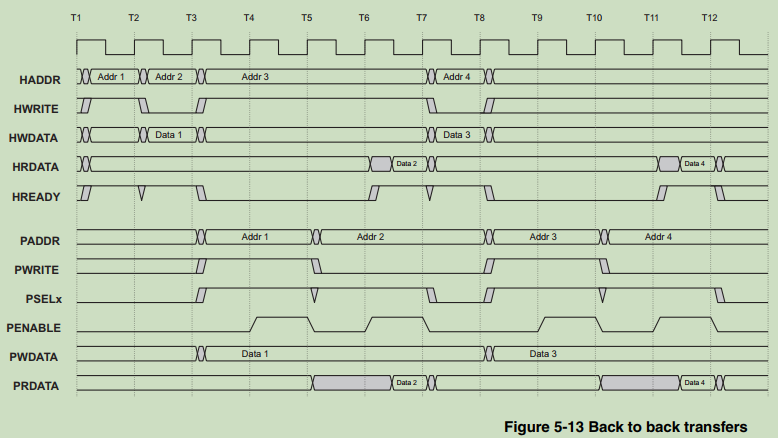 T1 T2 T3 T4 T5 T6 T7 T8 T9 T10 T11 T12
HADDR Addr 1 Addr 2 Addr 3 Addr 4
HWRITE
HWDATA Data 1 Data 3
HRDATA Data 2 Data 4
HREADY
PADDR Addr 1 Addr 2 Addr 3 Addr 4
PWRITE
PSELx
PENABLE
PWDATA Data 1 Data 3
PRDATA Data 2 Data 4
Figure 5-13 Back to back transfers